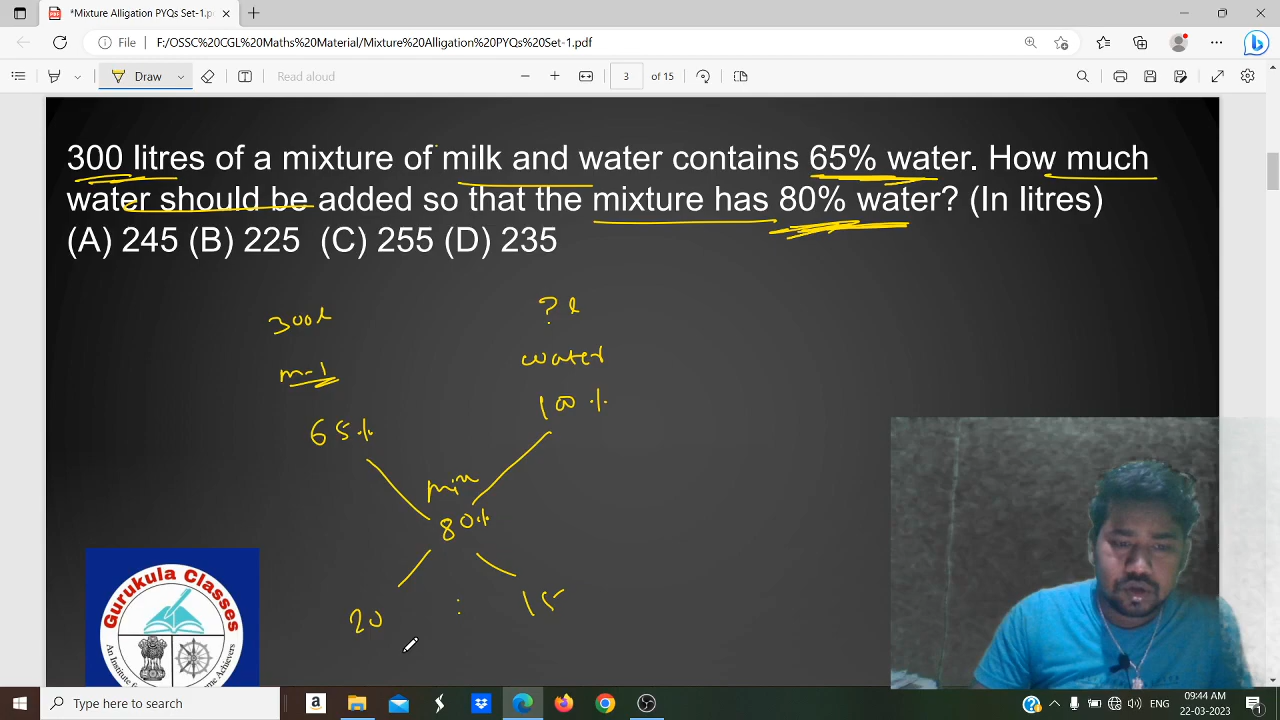 *Mixture Alligation PYQs Set-1.p
File F:/OSSC%20CGL%20Maths%20Material/Mixture%20Alligation%20PYQs%20Set-1.pdf
Draw Read aloud 3 of 15
300 litres of a mixture of milk and water contains 65% water. How much
water should be added so that the mixture has 80% water? (In litres)
(A) 245 (B) 225 (C) 255 (D) 235
300l ? l
m-1 water
65% 100%
mix
80%
20 : 15
Gurukula Classes
Type here to search
ENG 09:44 AM
22-03-2023